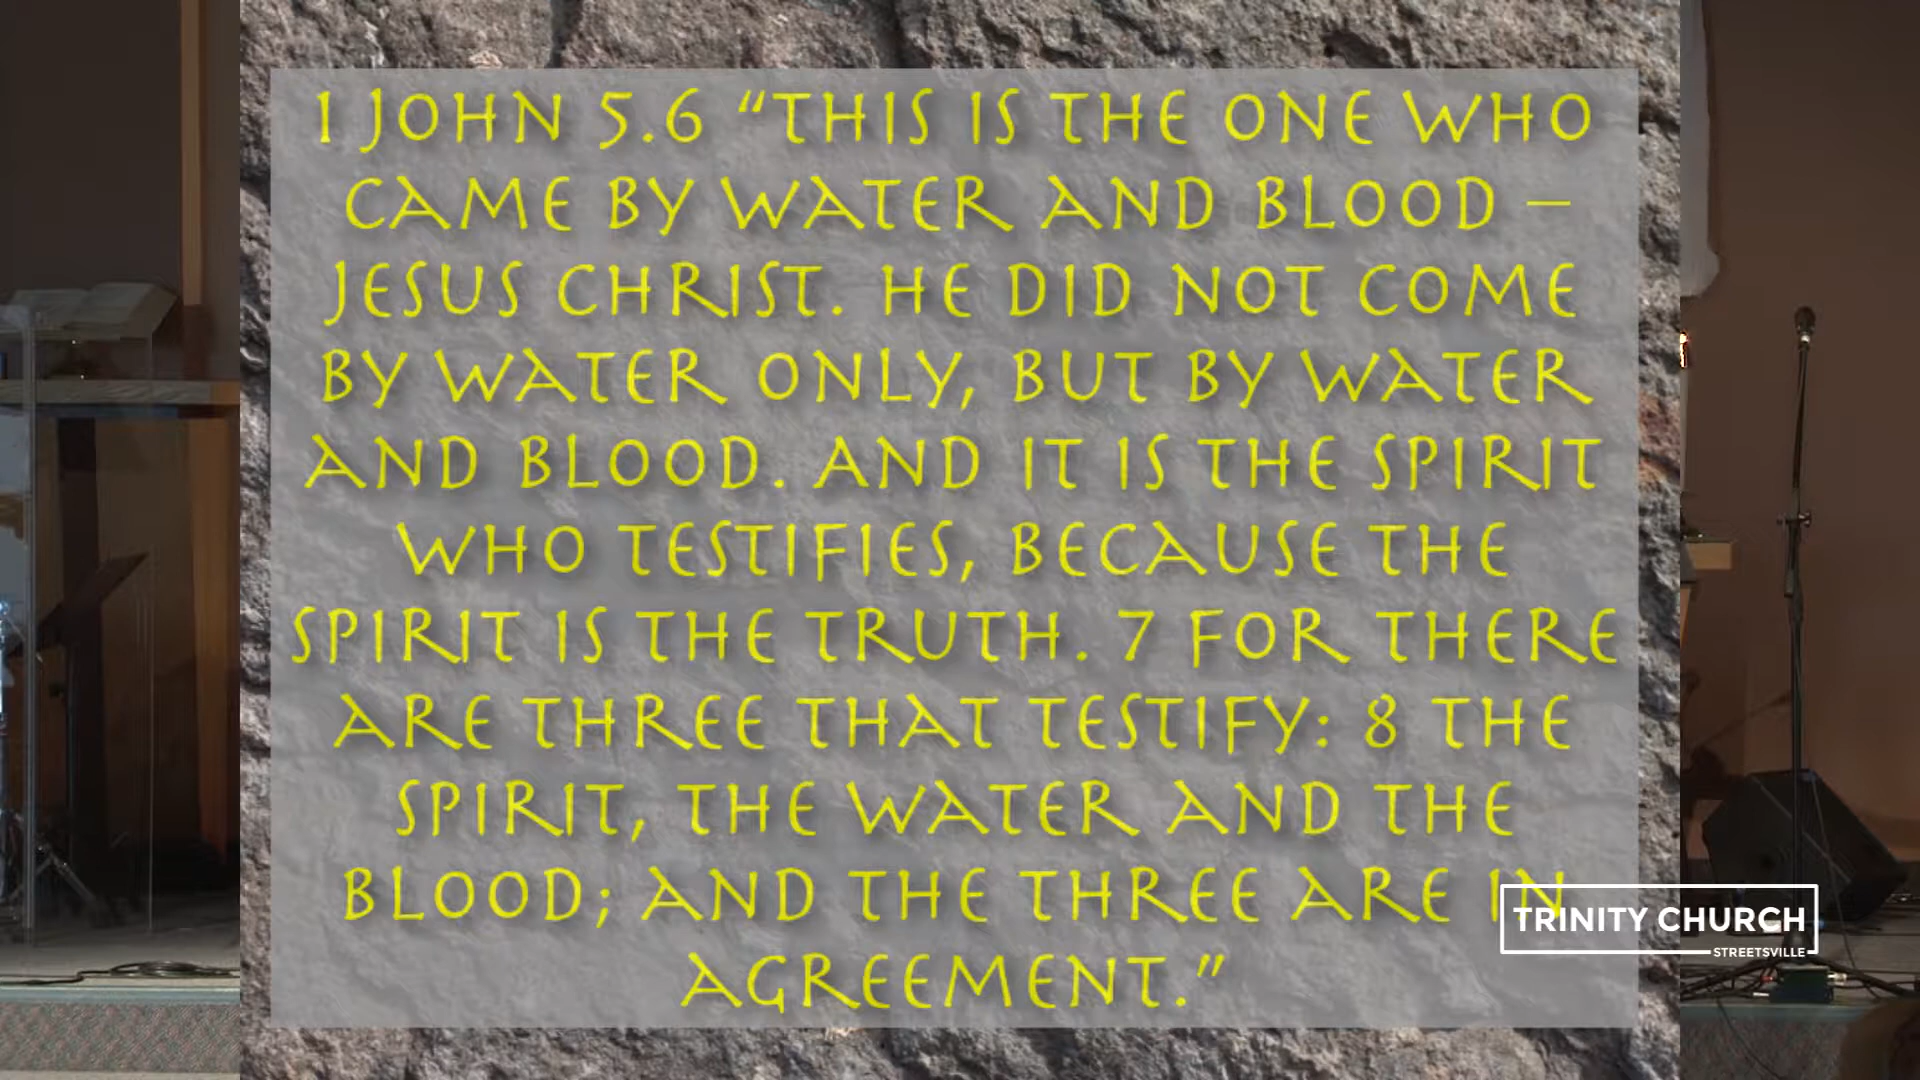 1 JOHN 5.6 “THIS IS THE ONE WHO
CAME BY WATER AND BLOOD –
JESUS CHRIST. HE DID NOT COME
BY WATER ONLY, BUT BY WATER
AND BLOOD. AND IT IS THE SPIRIT
WHO TESTIFIES, BECAUSE THE
SPIRIT IS THE TRUTH. 7 FOR THERE
ARE THREE THAT TESTIFY: 8 THE
SPIRIT, THE WATER AND THE
BLOOD; AND THE THREE ARE IN
AGREEMENT.”
TRINITY CHURCH
STREETSVILLE